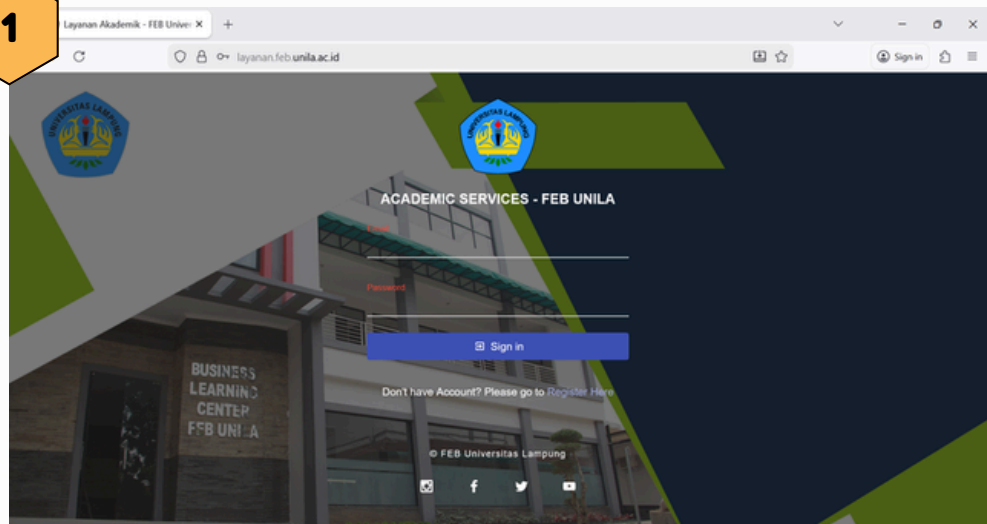 1
Layanan Akademik - FEB Univer
Sign in
layanan.feb.unila.ac.id
UNIVERSITAS LAMPUNG
UNIVERSITAS LAMPUNG
ACADEMIC SERVICES - FEB UNILA
Email
Password
Sign in
BUSINESS
LEARNING
CENTER
FEB UNILA
Don't have Account? Please go to Register Here
© FEB Universitas Lampung